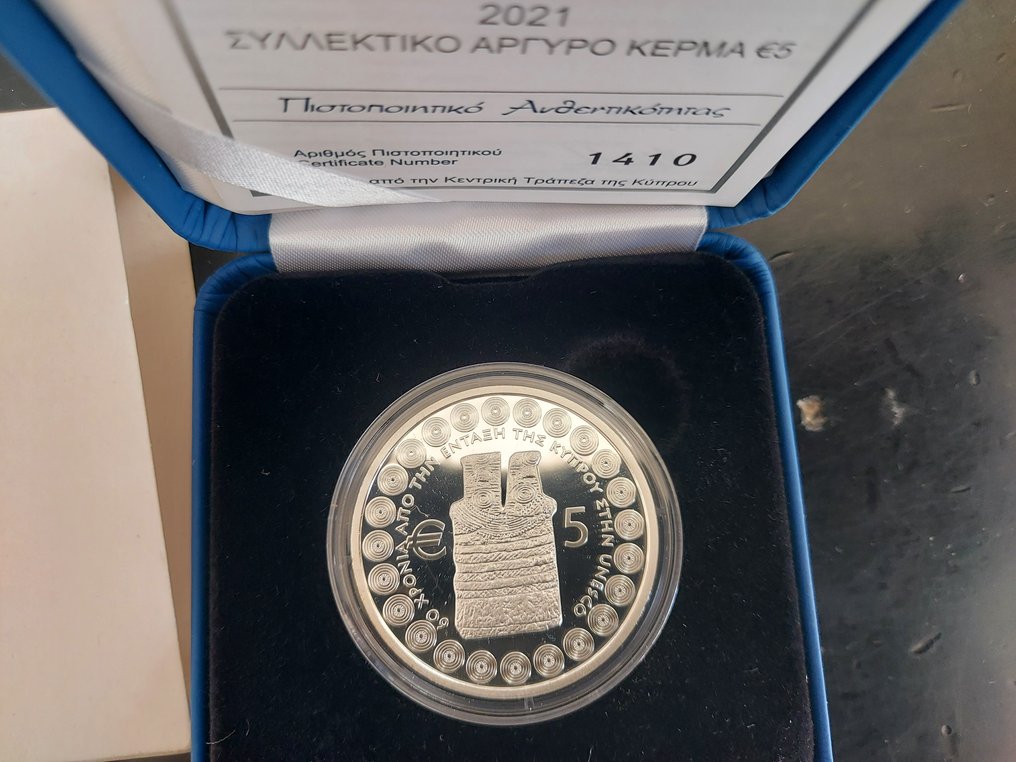 2021
ΣΥΛΛΕΚΤΙΚΟ ΑΡΓΥΡΟ ΚΕΡΜΑ €5
Πιστοποιητικό Αυθεντικότητας
Αριθμός Πιστοποιητικού
Certificate Number
1410
από την Κεντρική Τράπεζα της Κύπρου
60 ΧΡΟΝΙΑ ΑΠΟ ΤΗΝ ΕΝΤΑΞΗ ΤΗΣ ΚΥΠΡΟΥ ΣΤΗΝ UNESCO
€
5